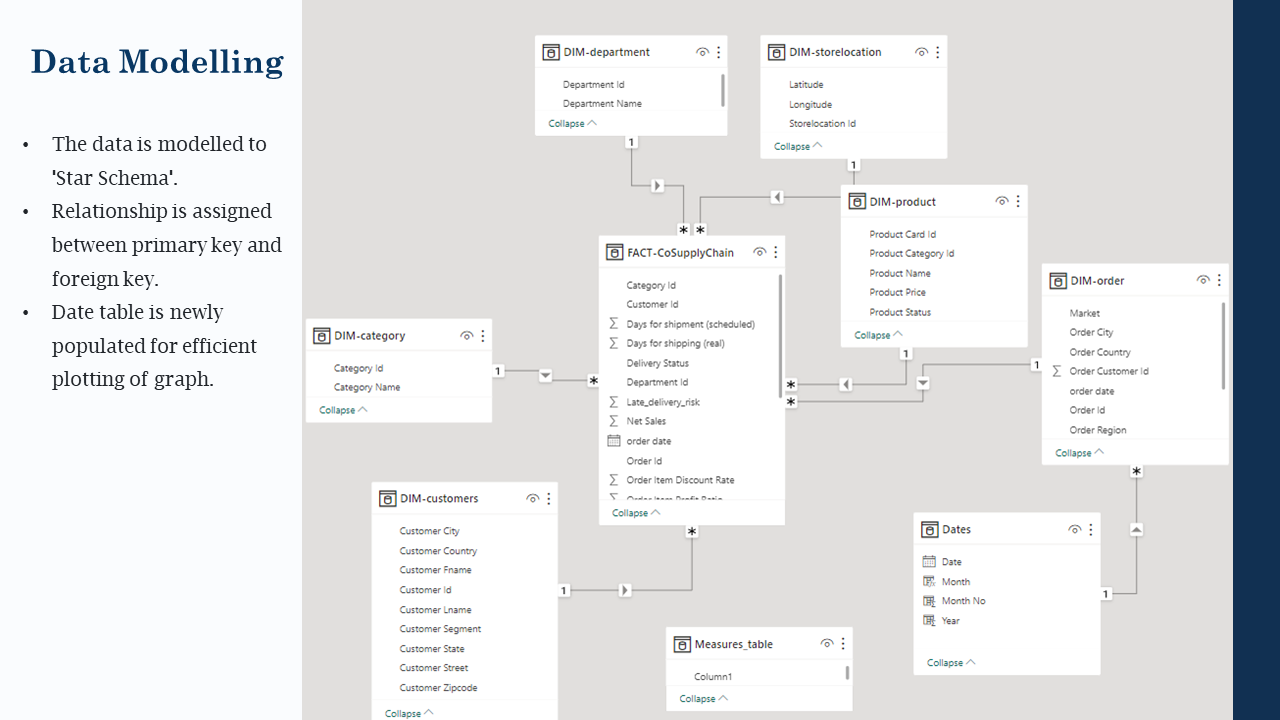 Data Modelling
• The data is modelled to
'Star Schema'.
• Relationship is assigned
between primary key and
foreign key.
• Date table is newly
populated for efficient
plotting of graph.
DIM-department
Department Id
Department Name
Collapse
1
DIM-storelocation
Latitude
Longitude
Storelocation Id
Collapse
1
DIM-product
Product Card Id
Product Category Id
Product Name
Product Price
Product Status
Collapse
1
* *
FACT-CoSupplyChain
Category Id
Customer Id
Days for shipment (scheduled)
Days for shipping (real)
Delivery Status
Department Id
Late_delivery_risk
Net Sales
order date
Order Id
Order Item Discount Rate
Order Item Profit Ratio
Collapse
*
*
*
*
DIM-order
Market
Order City
Order Country
Order Customer Id
order date
Order Id
Order Region
Collapse
1
*
DIM-category
Category Id
Category Name
Collapse
1
DIM-customers
Customer City
Customer Country
Customer Fname
Customer Id
Customer Lname
Customer Segment
Customer State
Customer Street
Customer Zipcode
Collapse
1
Measures_table
Column1
Collapse
Dates
Date
Month
Month No
Year
Collapse
1